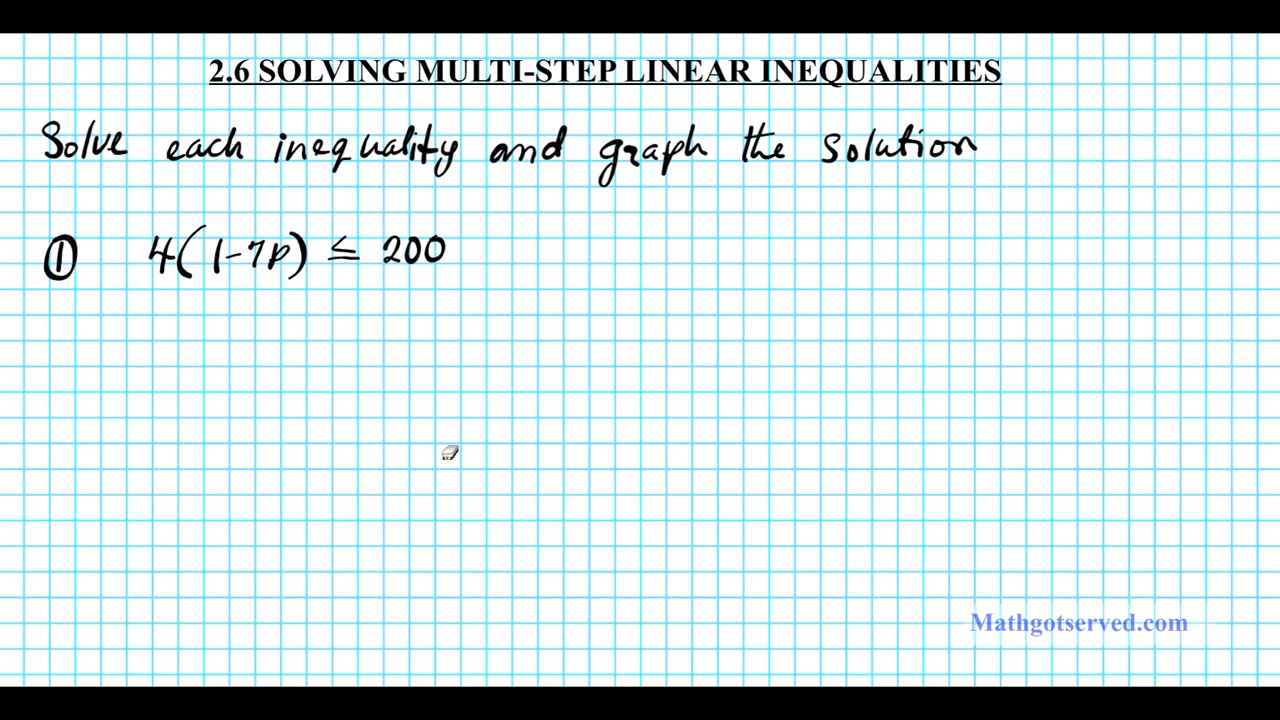 2.6 SOLVING MULTI-STEP LINEAR INEQUALITIES
Solve each inequality and graph the solution
① 4(1-7p) ≤ 200
Mathgotserved.com